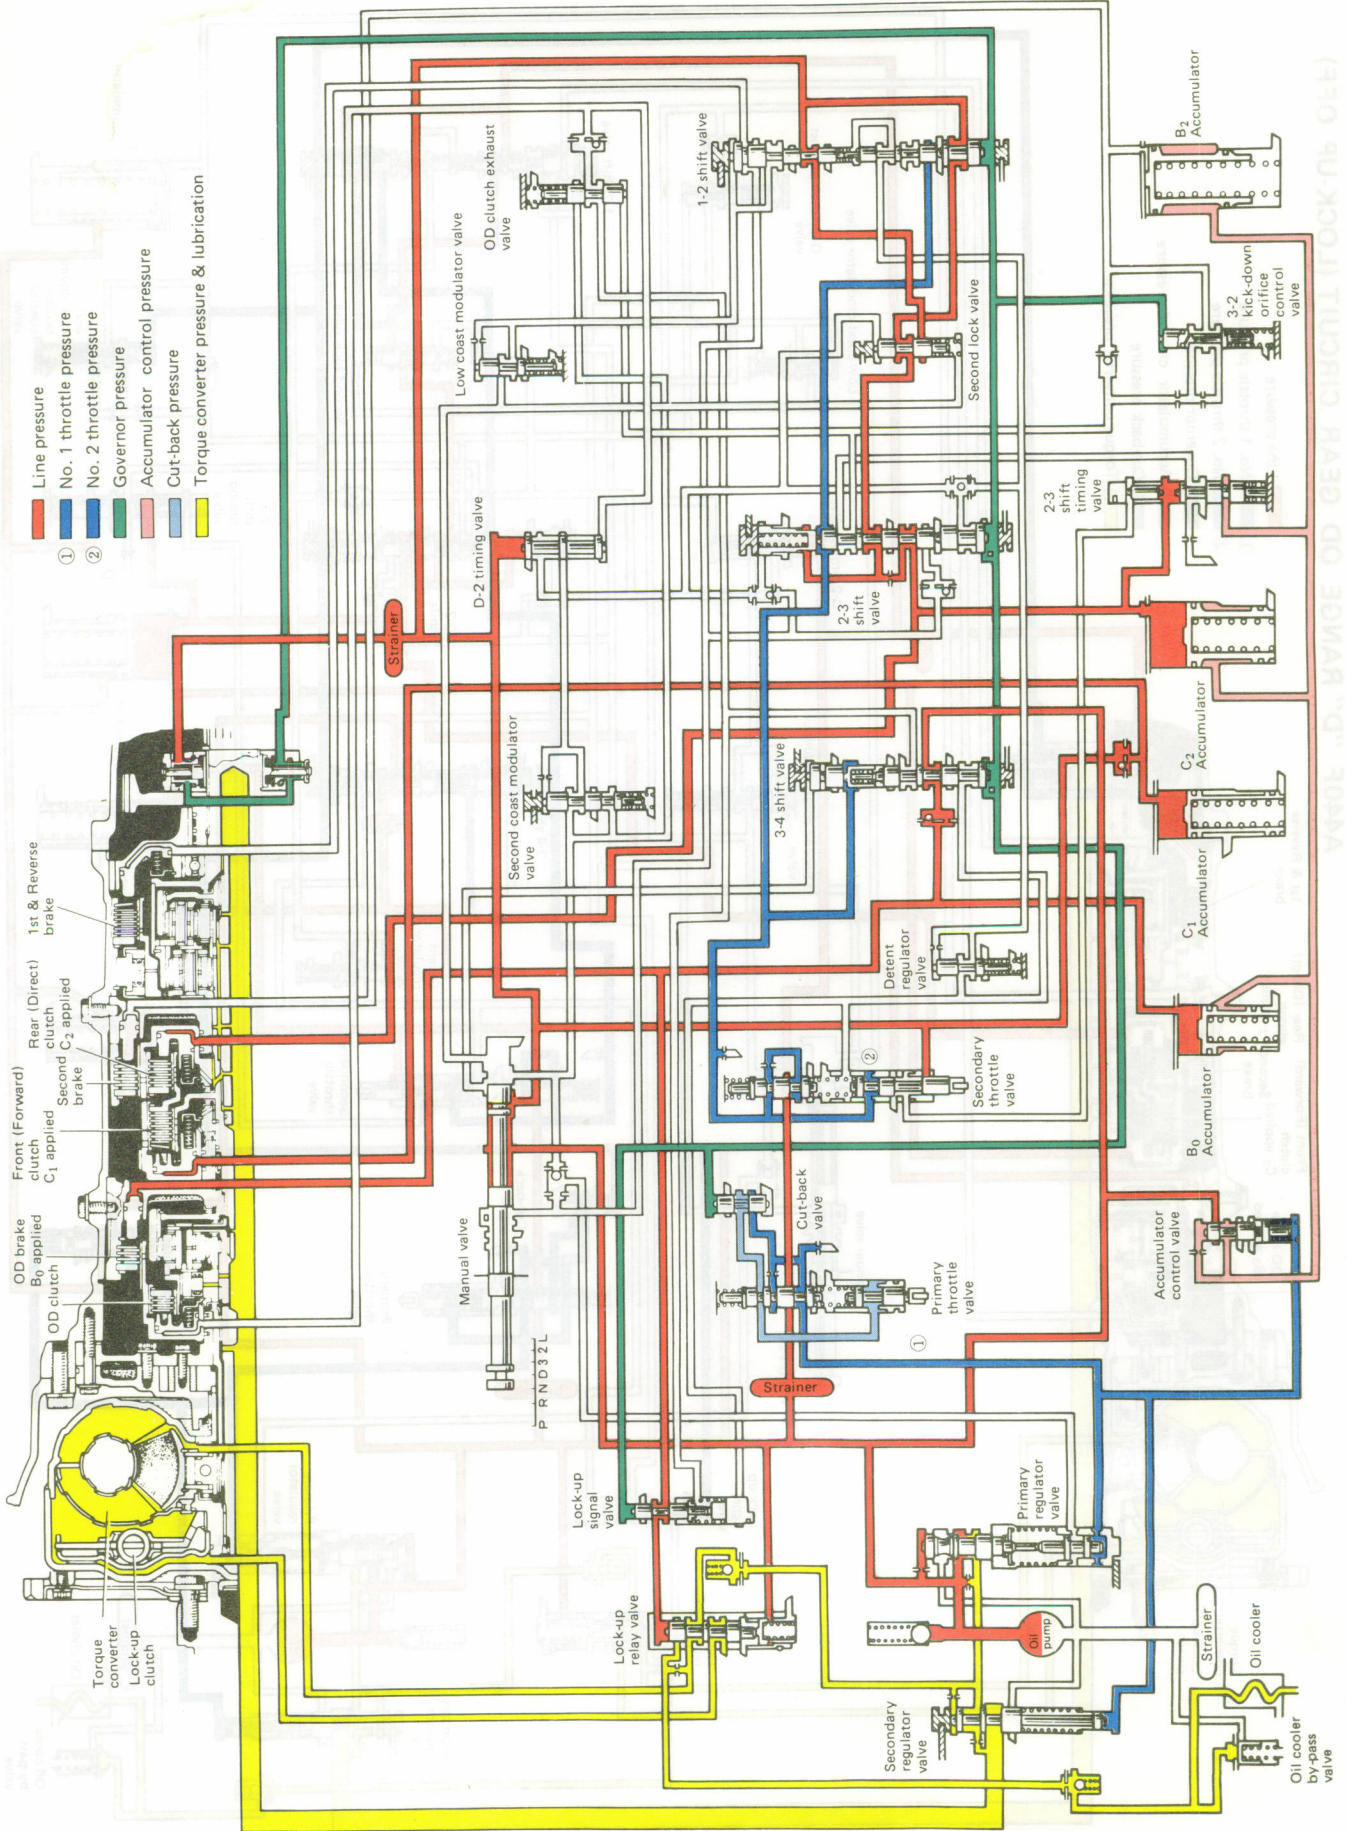 Line pressure
① No. 1 throttle pressure
② No. 2 throttle pressure
Governor pressure
Accumulator control pressure
Cut-back pressure
Torque converter pressure & lubrication
Torque
converter
Lock-up
clutch
OD clutch
OD brake
B0 applied
Front (Forward)
clutch
C1 applied
Second
brake
Rear (Direct)
clutch
C2 applied
1st & Reverse
brake
Strainer
Manual valve
P R N D 3 2 L
Second coast modulator
valve
D-2 timing valve
Low coast modulator valve
OD clutch exhaust
valve
Lock-up
relay valve
Lock-up
signal
valve
Strainer
Cut-back
valve
Primary
throttle
valve
①
②
Secondary
throttle
valve
Detent
regulator
valve
3-4 shift valve
2-3
shift
valve
Second lock valve
1-2 shift valve
Secondary
regulator
valve
Oil
pump
Primary
regulator
valve
Accumulator
control valve
B0
Accumulator
C1
Accumulator
C2
Accumulator
2-3
shift
timing
valve
3-2
kick-down
orifice
control
valve
B2
Accumulator
Strainer
Oil cooler
Oil cooler
by-pass
valve
"D" RANGE OD GEAR CIRCUIT (LOCK UP OFF)